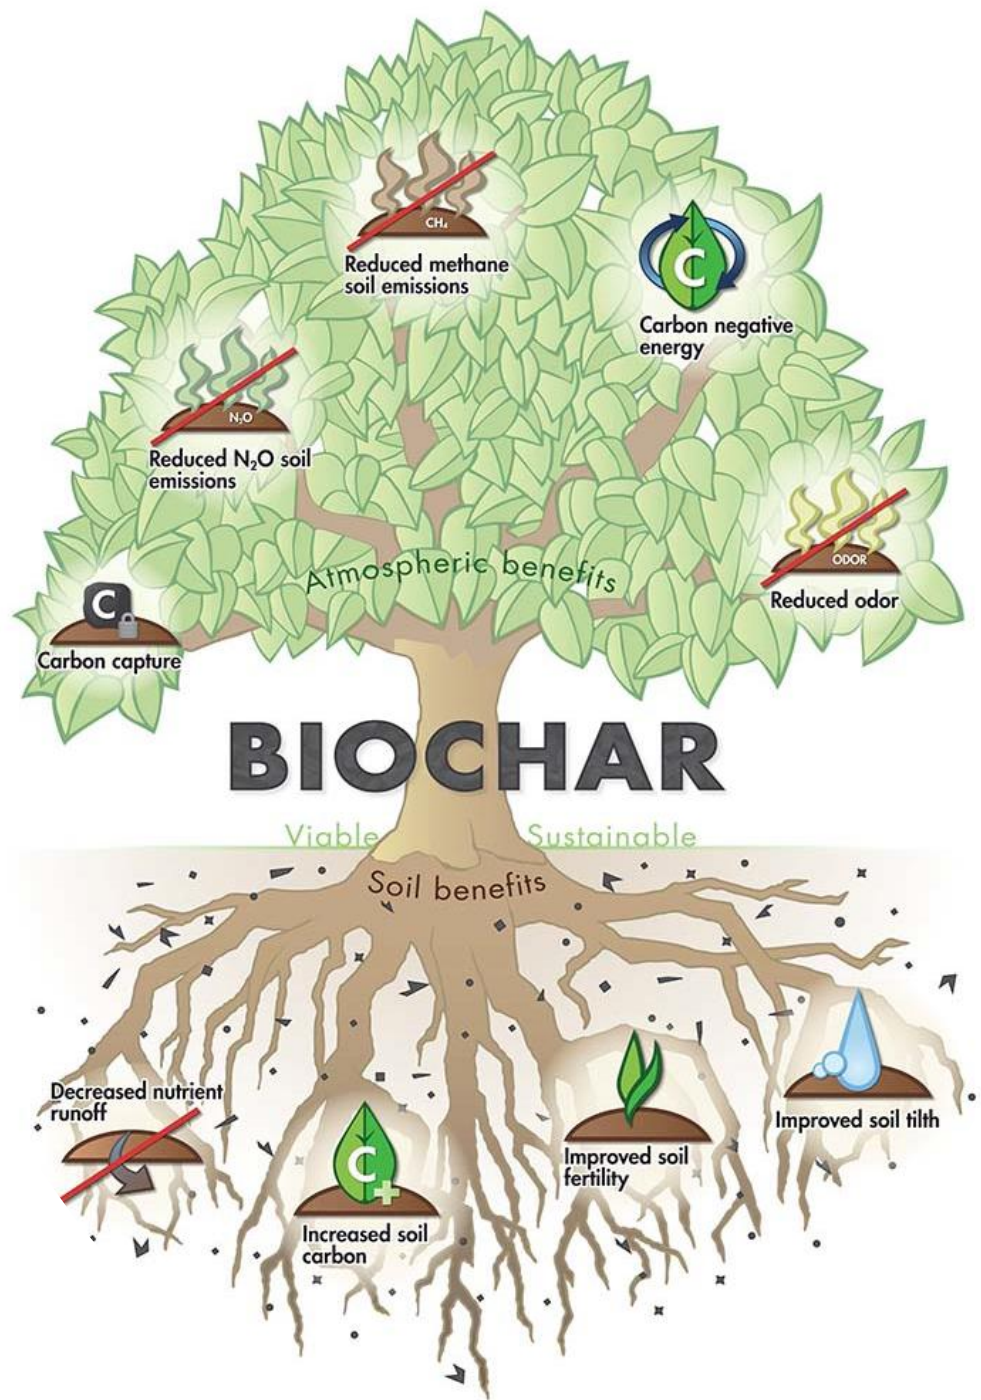 CH₄
Reduced methane
soil emissions
C
Carbon negative
energy
N₂O
Reduced N₂O soil
emissions
ODOR
Reduced odor
Atmospheric benefits
C
Carbon capture
BIOCHAR
Viable
Sustainable
Soil benefits
Decreased nutrient
runoff
C
+
Increased soil
carbon
Improved soil
fertility
Improved soil tilth